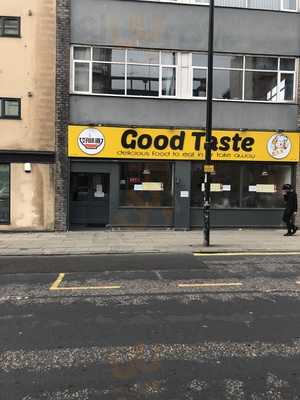 Good Taste
delicious food to eat in or take away